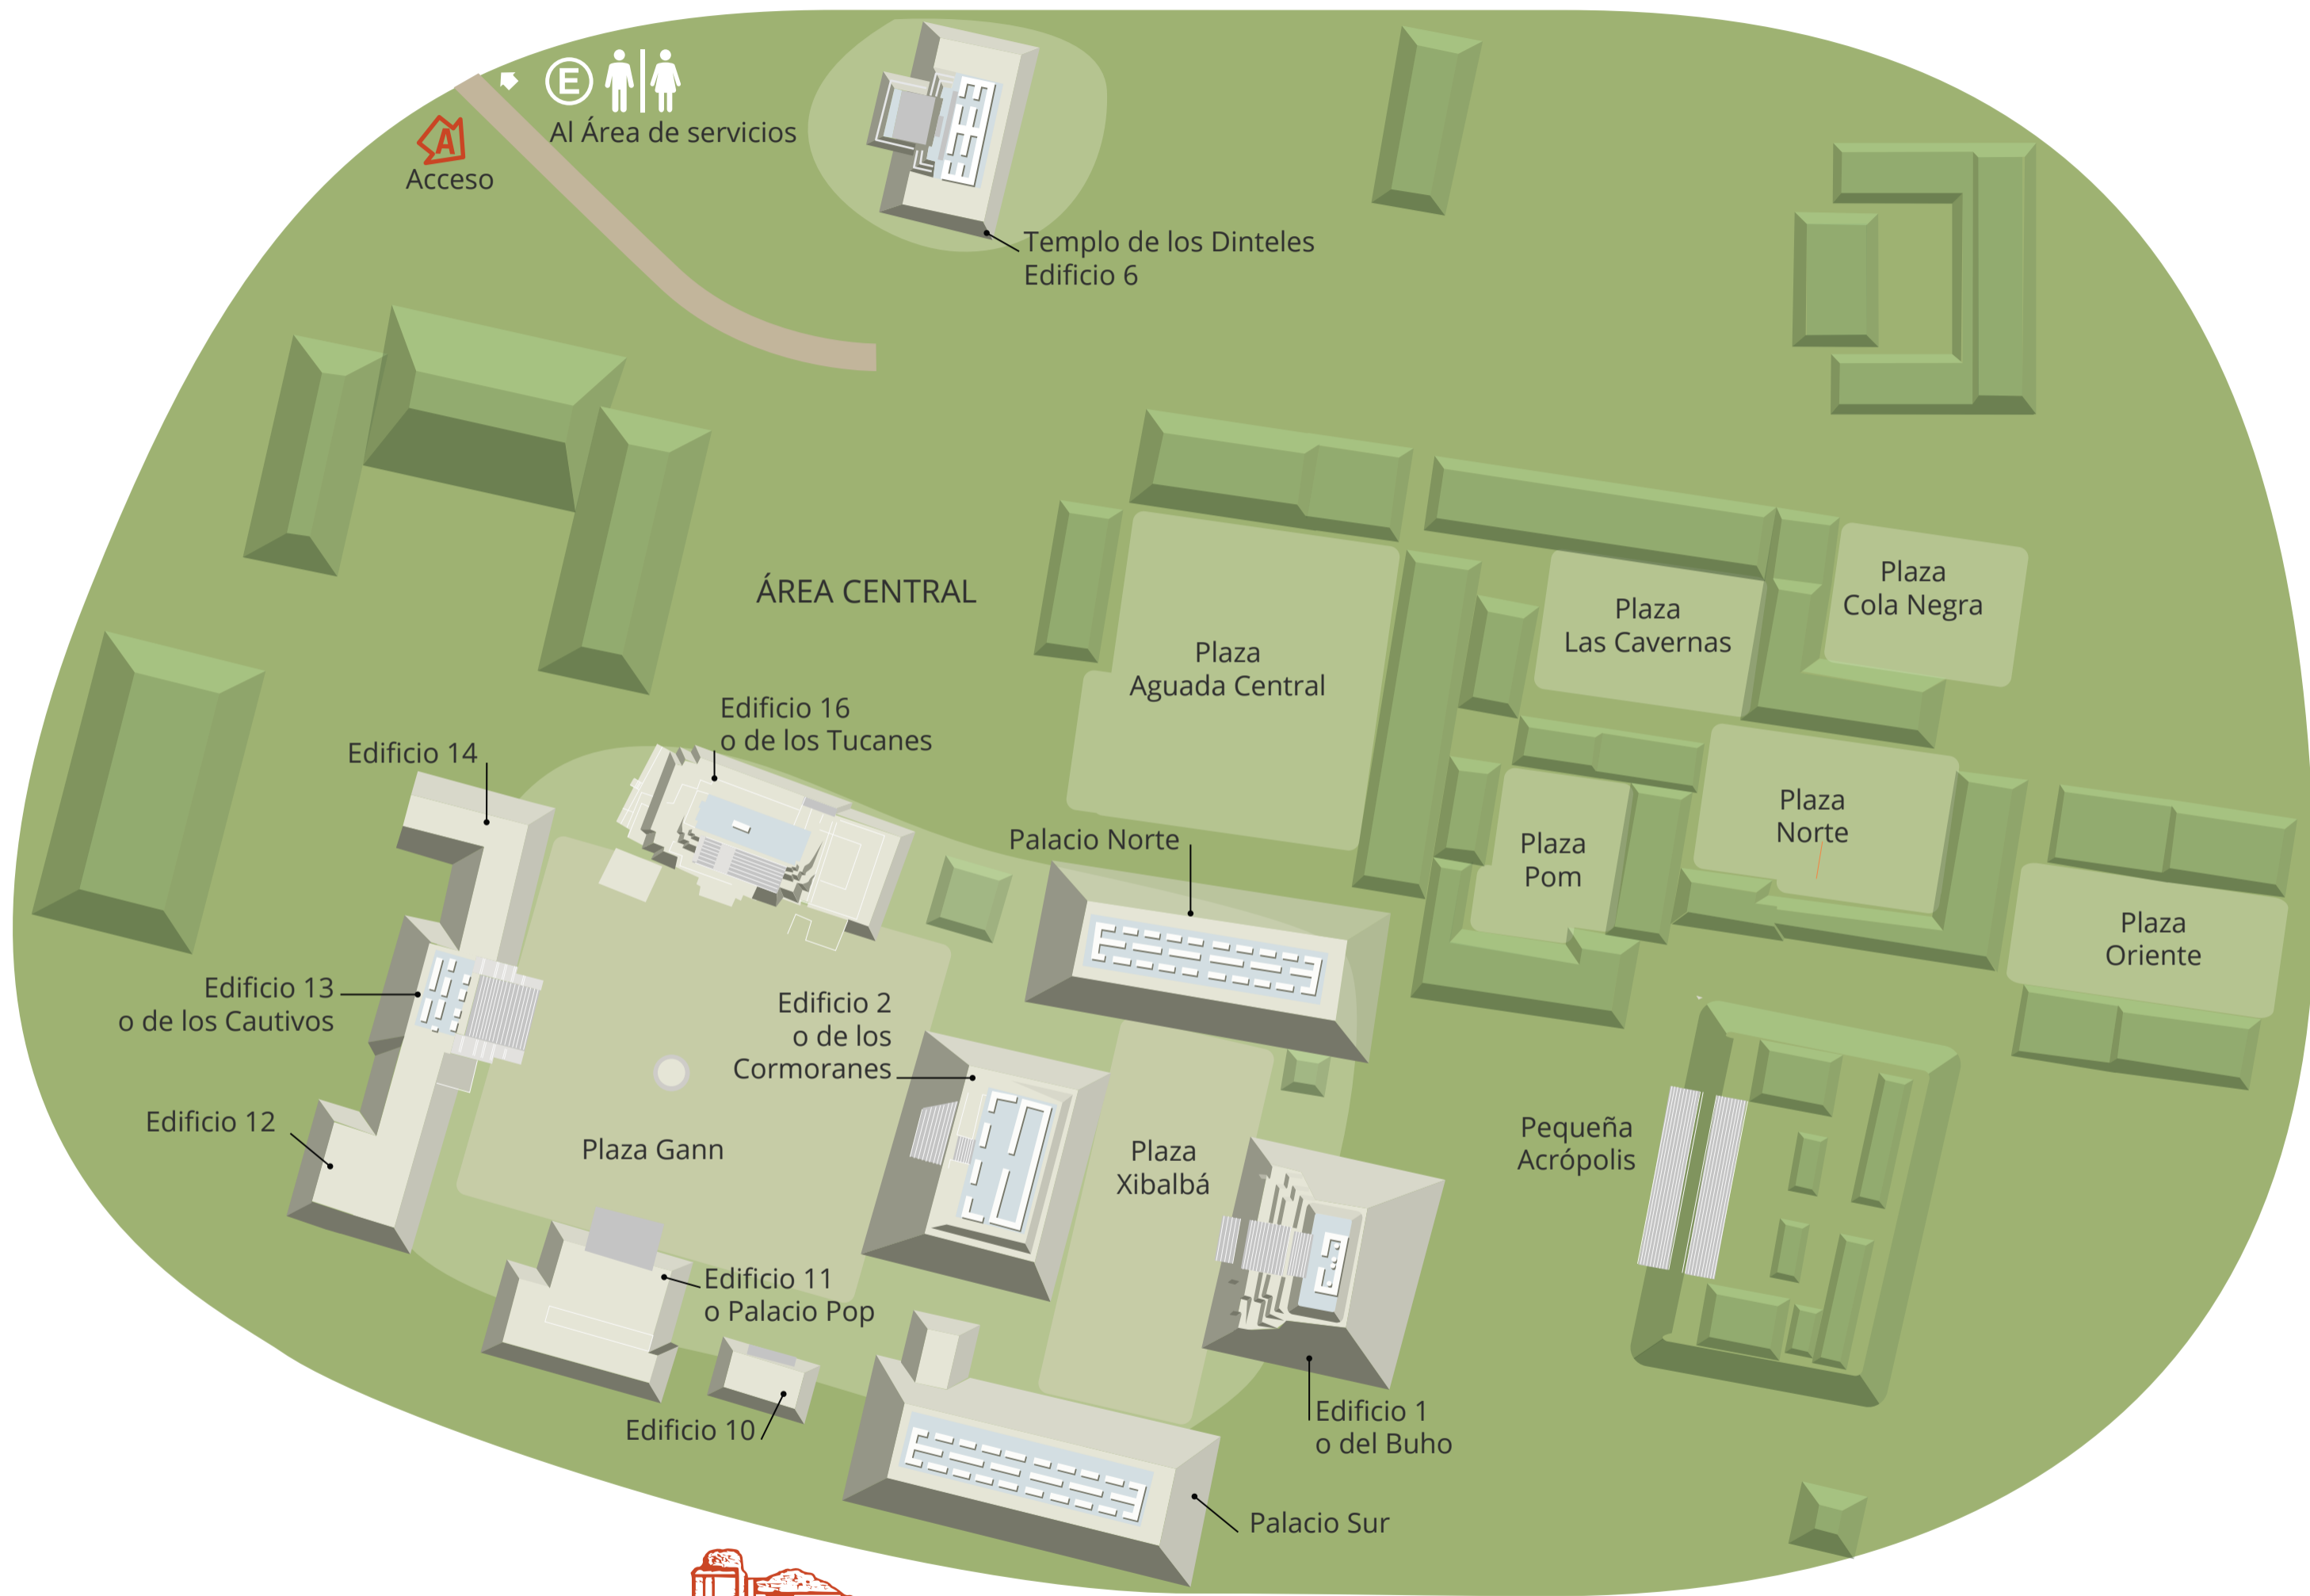 E
Al Área de servicios
A
Acceso
Templo de los Dinteles
Edificio 6
ÁREA CENTRAL
Plaza
Aguada Central
Plaza
Las Cavernas
Plaza
Cola Negra
Edificio 16
o de los Tucanes
Edificio 14
Palacio Norte
Plaza
Pom
Plaza
Norte
Plaza
Oriente
Edificio 13
o de los Cautivos
Edificio 2
o de los
Cormoranes
Edificio 12
Plaza Gann
Plaza
Xibalbá
Pequeña
Acrópolis
Edificio 11
o Palacio Pop
Edificio 10
Edificio 1
o del Buho
Palacio Sur